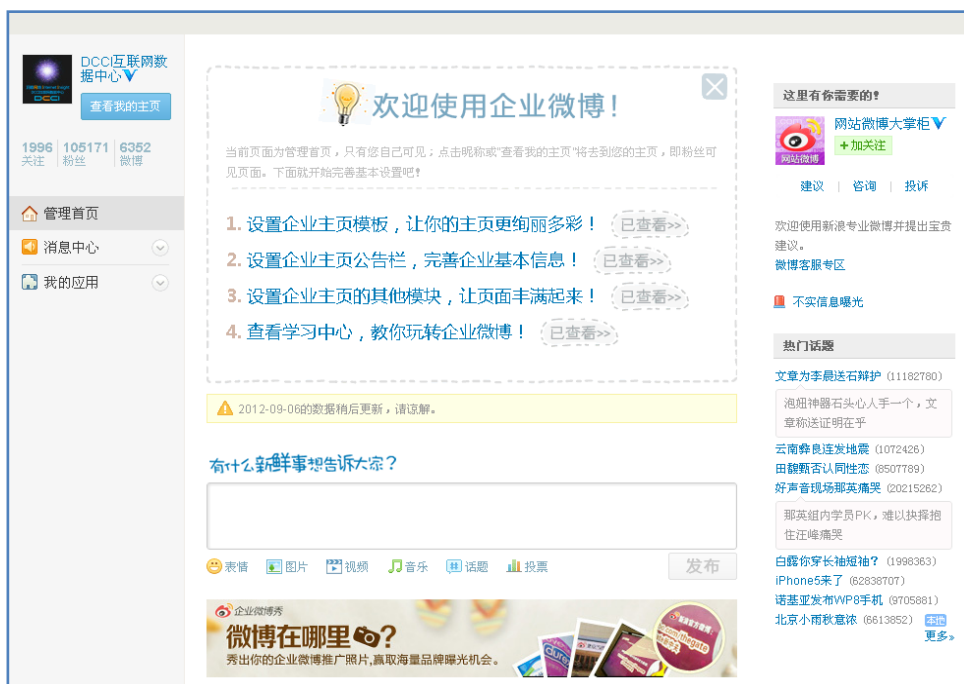 DCCI互联网数
据中心
查看我的主页
1996 105171 6352
关注 粉丝 微博
管理首页
消息中心
我的应用
欢迎使用企业微博!
当前页面为管理首页，只有您自己可见；点击昵称或"查看我的主页"将去到您的主页，即粉丝可
见页面。下面就开始完善基本设置吧!
1. 设置企业主页模板，让你的主页更绚丽多彩！ 已查看>>
2. 设置企业主页公告栏，完善企业基本信息！ 已查看>>
3. 设置企业主页的其他模块，让页面丰满起来！ 已查看>>
4. 查看学习中心，教你玩转企业微博！ 已查看>>
2012-09-06的数据稍后更新，请谅解。
有什么新鲜事想告诉大家？
表情 图片 视频 音乐 话题 投票 发布
企业微博秀
微博在哪里?
秀出你的企业微博推广照片,赢取海量品牌曝光机会。
这里有你需要的!
网站微博大掌柜
+加关注
网站微博
建议 | 咨询 | 投诉
欢迎使用新浪专业微博并提出宝贵
建议。
微博客服专区
不实信息曝光
热门话题
文章为李晨送石辩护 (11182780)
泡妞神器石头心人手一个，文
章称送证明在乎
云南彝良连发地震 (1072426)
田馥甄否认同性恋 (8507789)
好声音现场那英痛哭 (20215262)
那英组内学员PK，难以抉择抱
住汪峰痛哭
白露你穿长袖短袖? (1998363)
iPhone5来了 (62838707)
诺基亚发布WP8手机 (9705881)
北京小雨秋意浓 (6613852) 本地
更多»